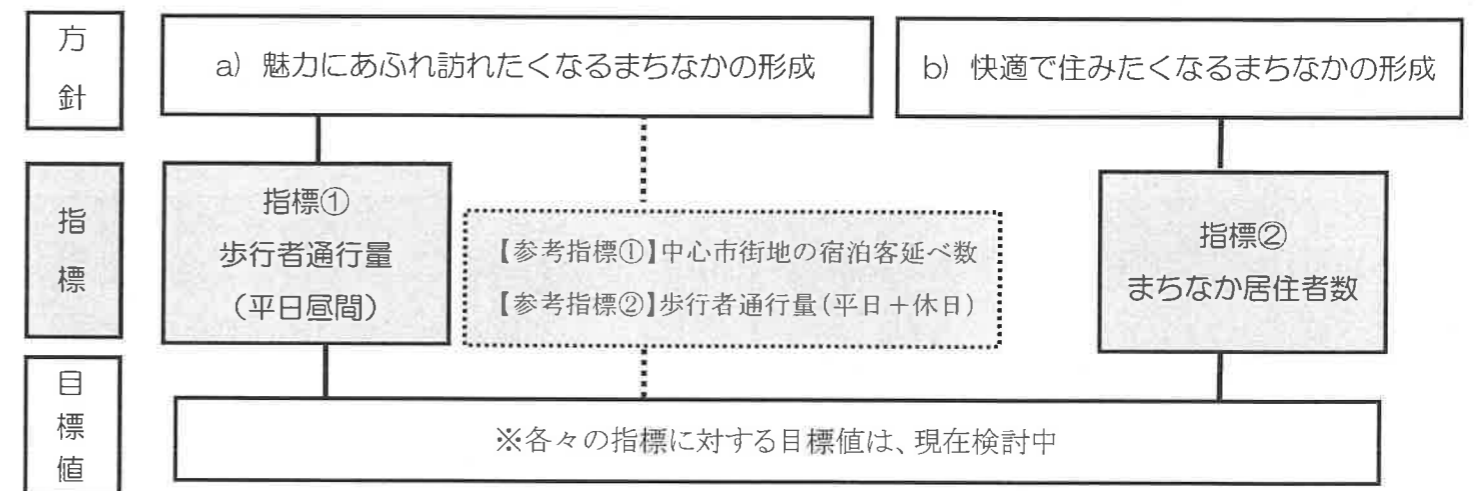 方針
a) 魅力にあふれ訪れたくなるまちなかの形成
b) 快適で住みたくなるまちなかの形成
指標
指標①
歩行者通行量
（平日昼間）
【参考指標①】中心市街地の宿泊客延べ数
【参考指標②】歩行者通行量（平日＋休日）
指標②
まちなか居住者数
目標値
※各々の指標に対する目標値は、現在検討中